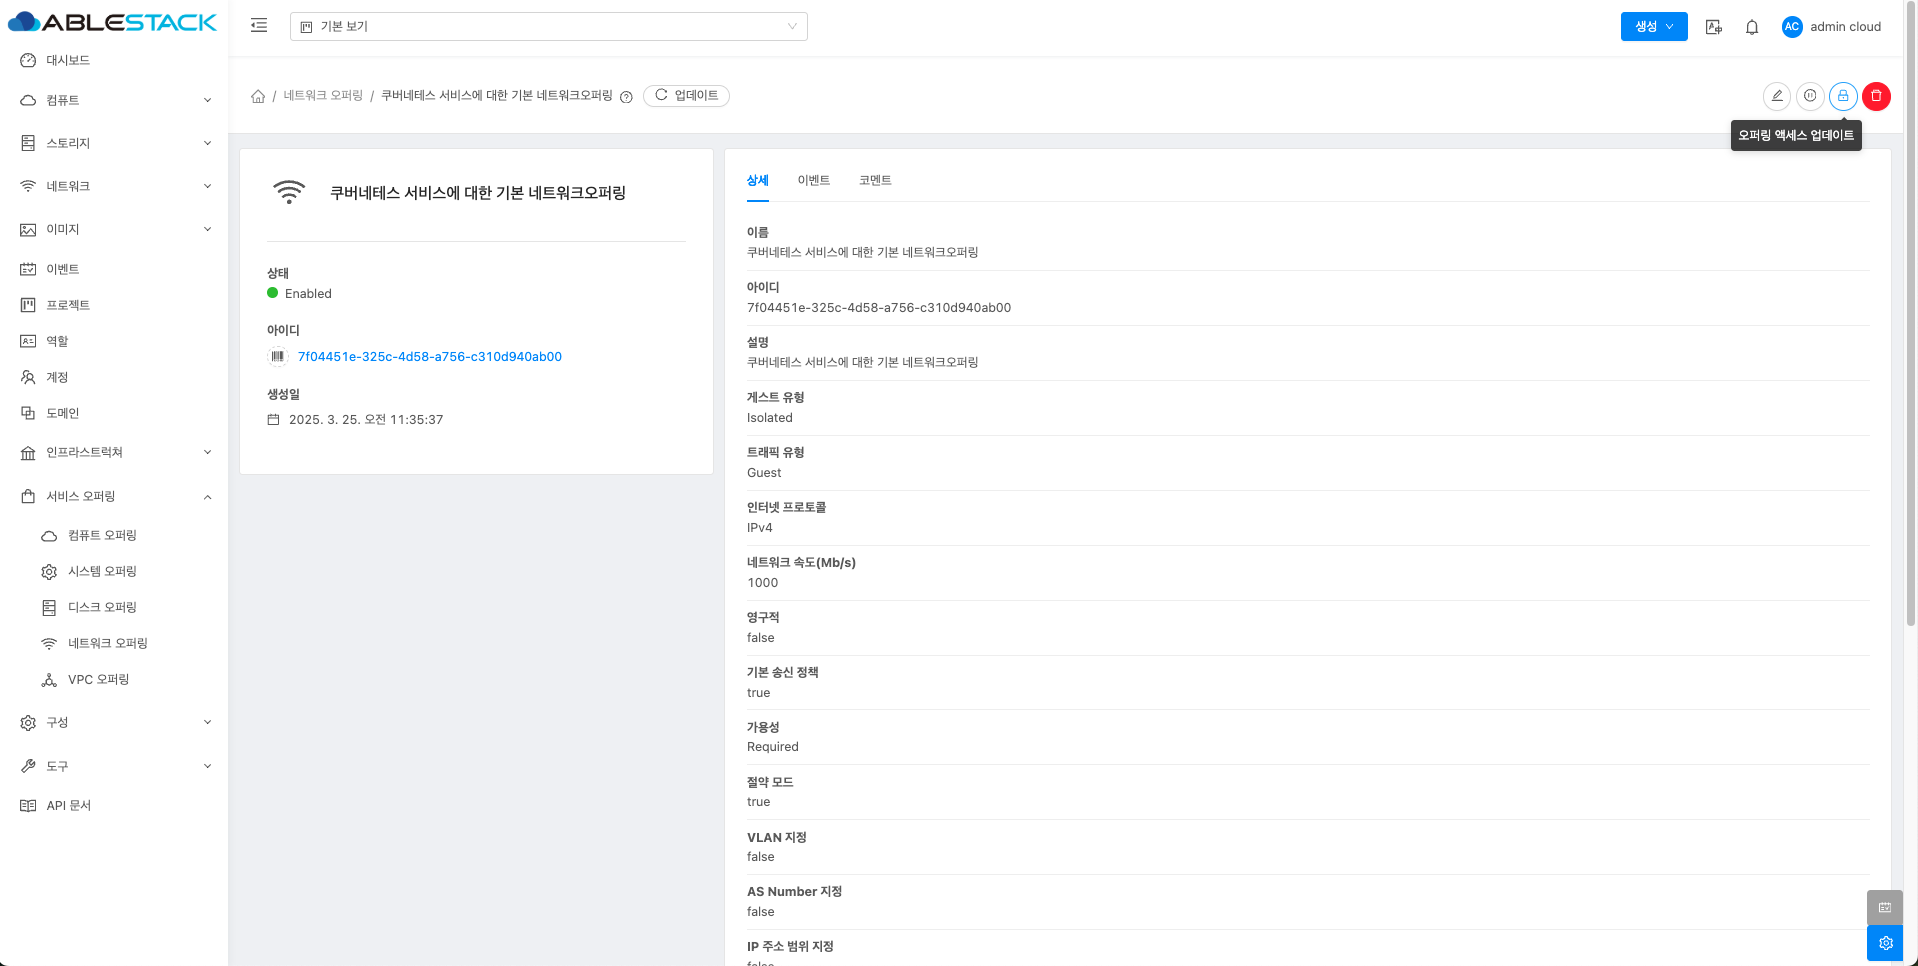 ABLESTACK
기본 보기
생성
AC
admin cloud
대시보드
컴퓨트
스토리지
네트워크
이미지
이벤트
프로젝트
역할
계정
도메인
인프라스트럭쳐
서비스 오퍼링
컴퓨트 오퍼링
시스템 오퍼링
디스크 오퍼링
네트워크 오퍼링
VPC 오퍼링
구성
도구
API 문서
/ 네트워크 오퍼링 / 쿠버네테스 서비스에 대한 기본 네트워크오퍼링
업데이트
오퍼링 액세스 업데이트
쿠버네테스 서비스에 대한 기본 네트워크오퍼링
상태
Enabled
아이디
7f04451e-325c-4d58-a756-c310d940ab00
생성일
2025. 3. 25. 오전 11:35:37
상세
이벤트
코멘트
이름
쿠버네테스 서비스에 대한 기본 네트워크오퍼링
아이디
7f04451e-325c-4d58-a756-c310d940ab00
설명
쿠버네테스 서비스에 대한 기본 네트워크오퍼링
게스트 유형
Isolated
트래픽 유형
Guest
인터넷 프로토콜
IPv4
네트워크 속도(Mb/s)
1000
영구적
false
기본 송신 정책
true
가용성
Required
절약 모드
true
VLAN 지정
false
AS Number 지정
false
IP 주소 범위 지정
false